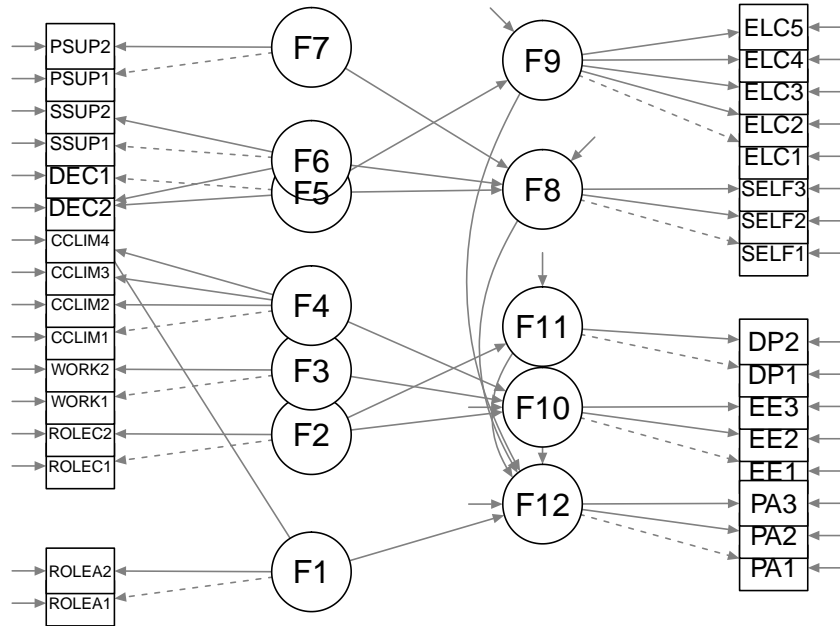 PSUP2
PSUP1
SSUP2
SSUP1
DEC1
DEC2
CCLIM4
CCLIM3
CCLIM2
CCLIM1
WORK2
WORK1
ROLEC2
ROLEC1
ROLEA2
ROLEA1
F7
F6
F5
F4
F3
F2
F1
F9
F8
F11
F10
F12
ELC5
ELC4
ELC3
ELC2
ELC1
SELF3
SELF2
SELF1
DP2
DP1
EE3
EE2
EE1
PA3
PA2
PA1